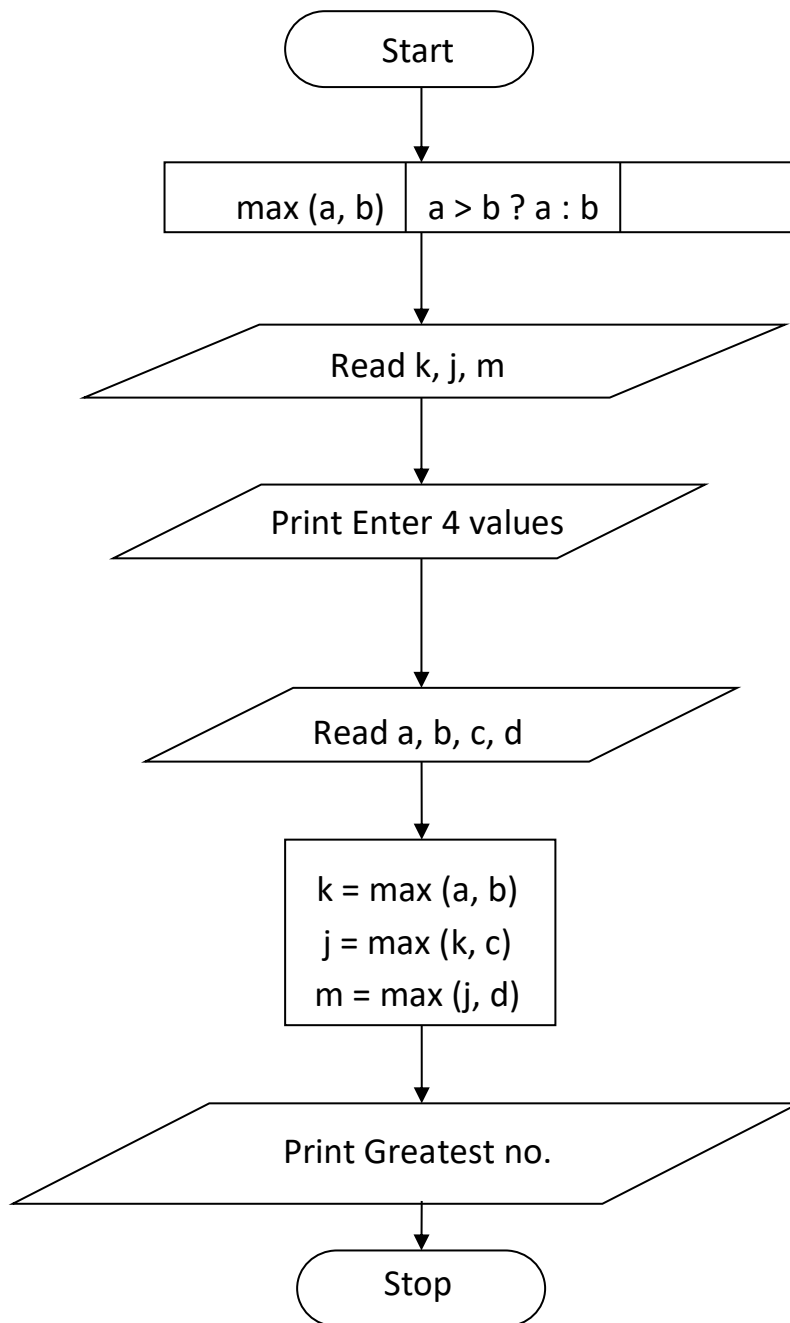 Start
max (a, b) a > b ? a : b
Read k, j, m
Print Enter 4 values
Read a, b, c, d
k = max (a, b)
j = max (k, c)
m = max (j, d)
Print Greatest no.
Stop